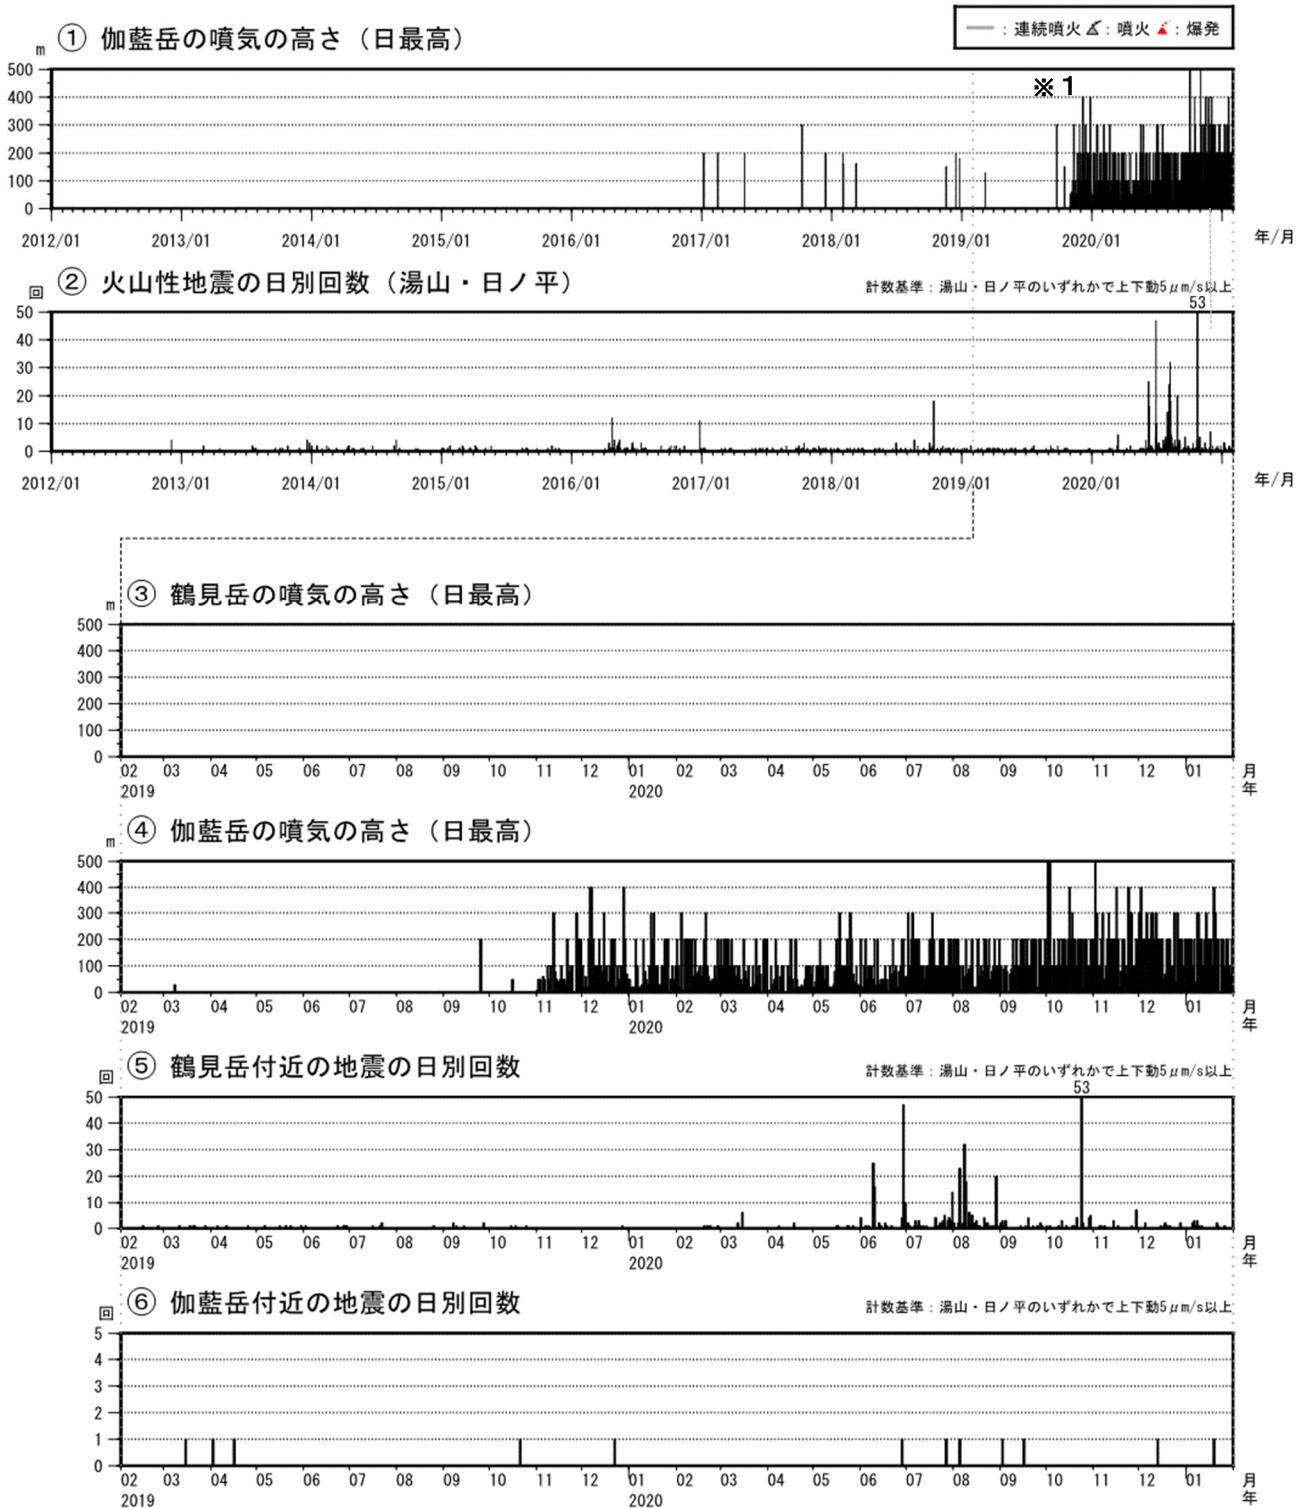 ― : 連続噴火 : 噴火 : 爆発
① 伽藍岳の噴気の高さ（日最高）
m
※1
500
400
300
200
100
0
2012/01 2013/01 2014/01 2015/01 2016/01 2017/01 2018/01 2019/01 2020/01 年/月
② 火山性地震の日別回数（湯山・日ノ平）
計数基準：湯山・日ノ平のいずれかで上下動5μm/s以上
回
53
50
40
30
20
10
0
2012/01 2013/01 2014/01 2015/01 2016/01 2017/01 2018/01 2019/01 2020/01 年/月
③ 鶴見岳の噴気の高さ（日最高）
m
500
400
300
200
100
0
02 03 04 05 06 07 08 09 10 11 12 01 02 03 04 05 06 07 08 09 10 11 12 01 月
2019 2020 年
④ 伽藍岳の噴気の高さ（日最高）
m
500
400
300
200
100
0
02 03 04 05 06 07 08 09 10 11 12 01 02 03 04 05 06 07 08 09 10 11 12 01 月
2019 2020 年
⑤ 鶴見岳付近の地震の日別回数
計数基準：湯山・日ノ平のいずれかで上下動5μm/s以上
回
53
50
40
30
20
10
0
02 03 04 05 06 07 08 09 10 11 12 01 02 03 04 05 06 07 08 09 10 11 12 01 月
2019 2020 年
⑥ 伽藍岳付近の地震の日別回数
計数基準：湯山・日ノ平のいずれかで上下動5μm/s以上
回
5
4
3
2
1
0
02 03 04 05 06 07 08 09 10 11 12 01 02 03 04 05 06 07 08 09 10 11 12 01 月
2019 2020 年